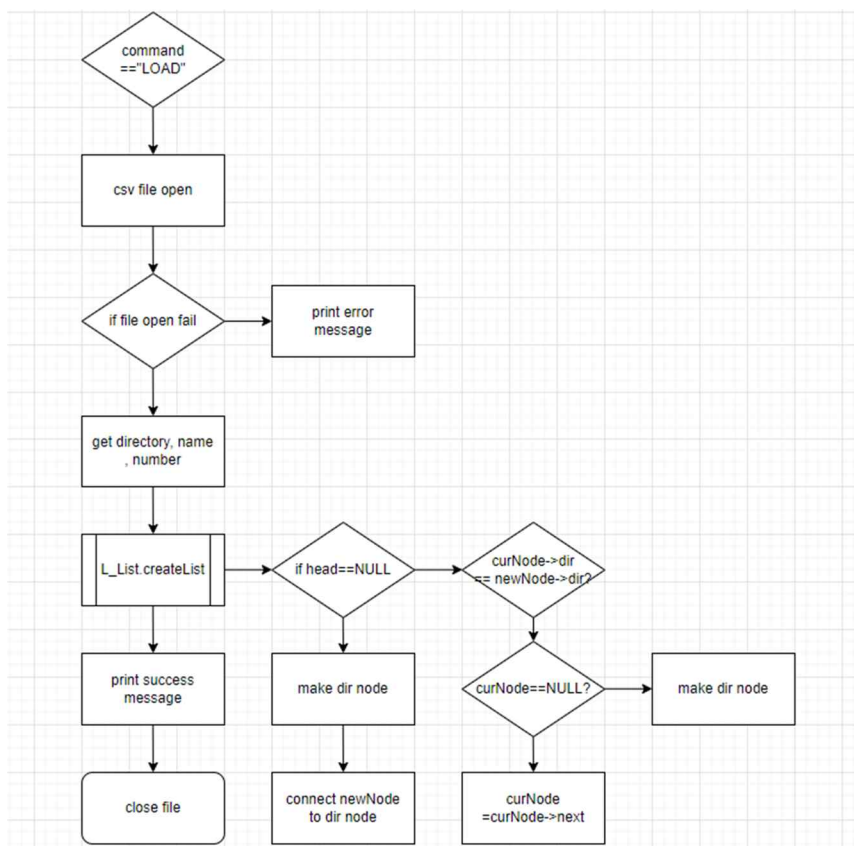 command
=="LOAD"
csv file open
if file open fail
print error
message
get directory, name
, number
L_List.createList
if head==NULL
curNode->dir
== newNode->dir?
print success
message
make dir node
curNode==NULL?
make dir node
close file
connect newNode
to dir node
curNode
=curNode->next